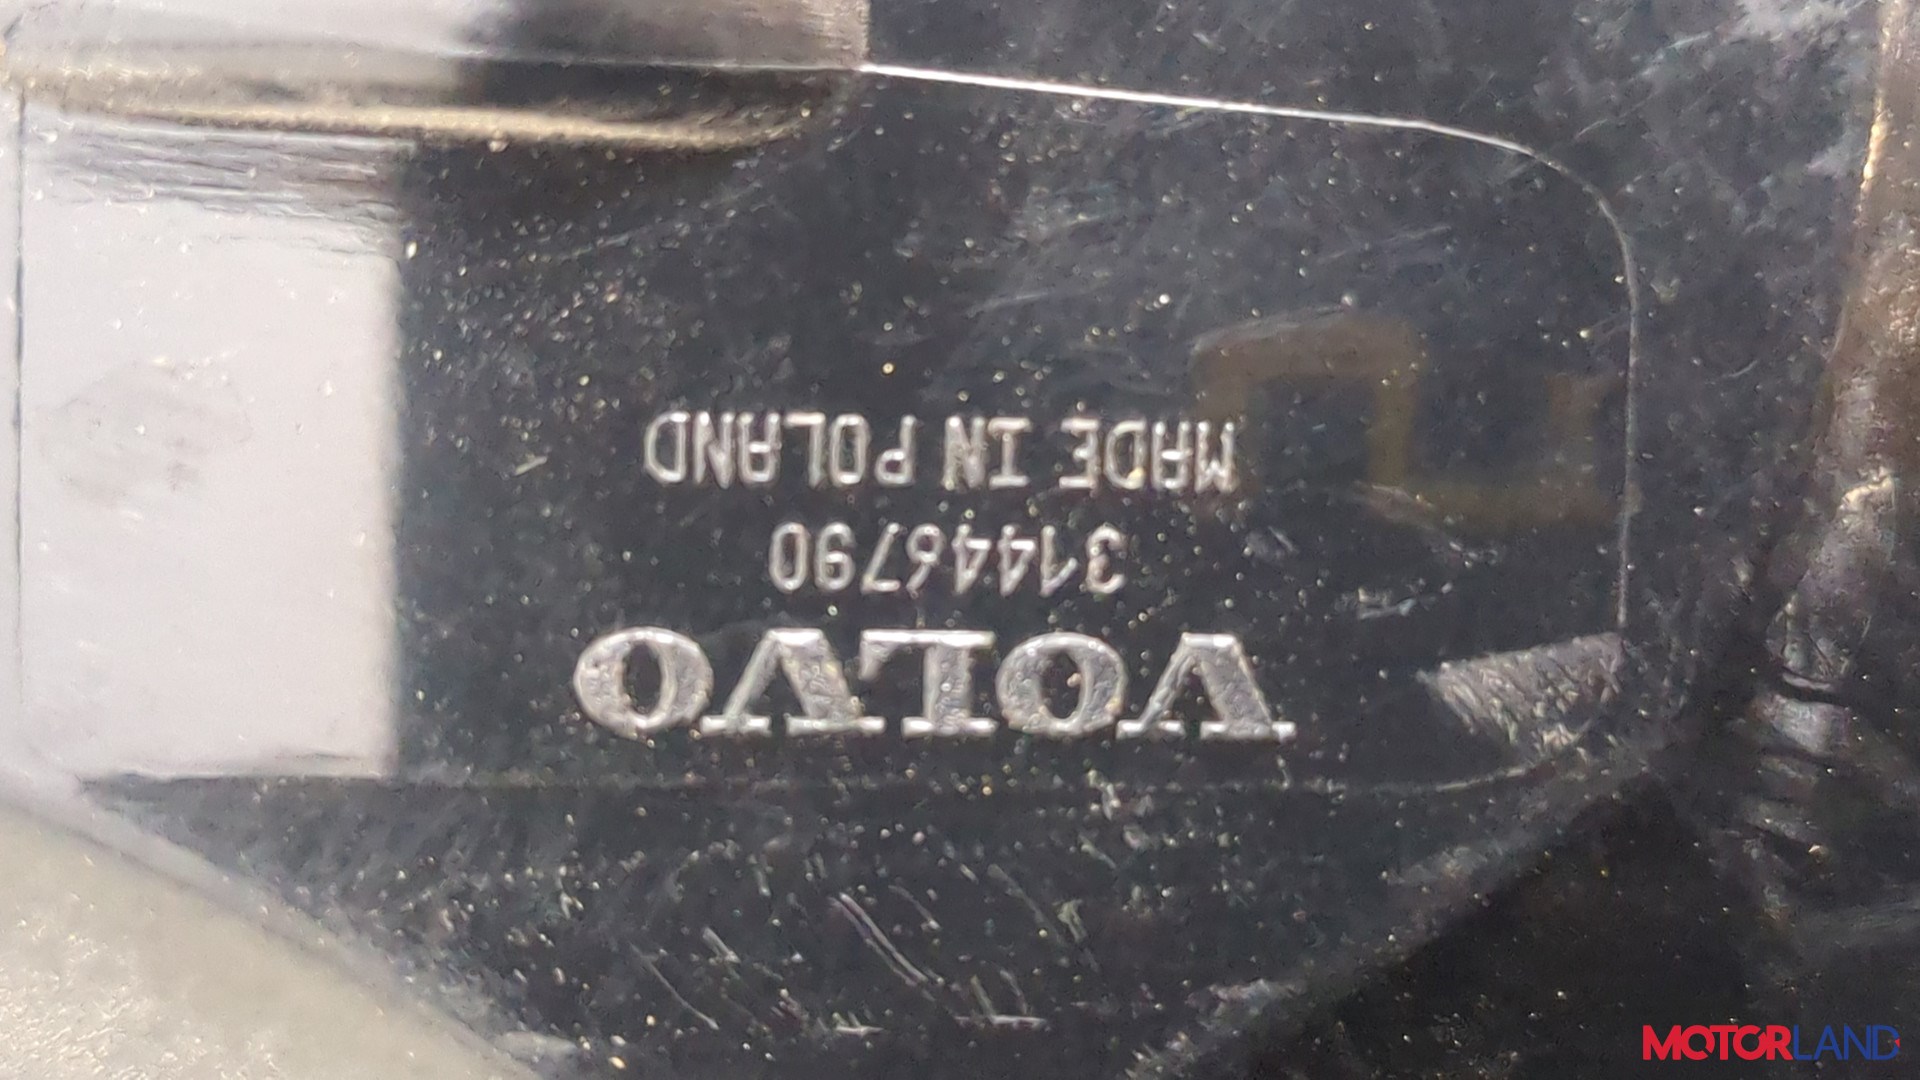 VOLVO
31446790
MADE IN POLAND
MOTORLAND